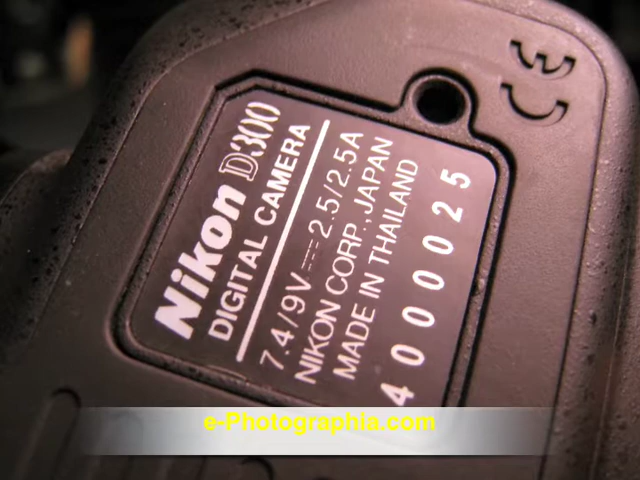 Nikon D300
DIGITAL CAMERA
7.4/9V⎓2.5/2.5A
NIKON CORP., JAPAN
MADE IN THAILAND
4000025
CE
e-Photographia.com